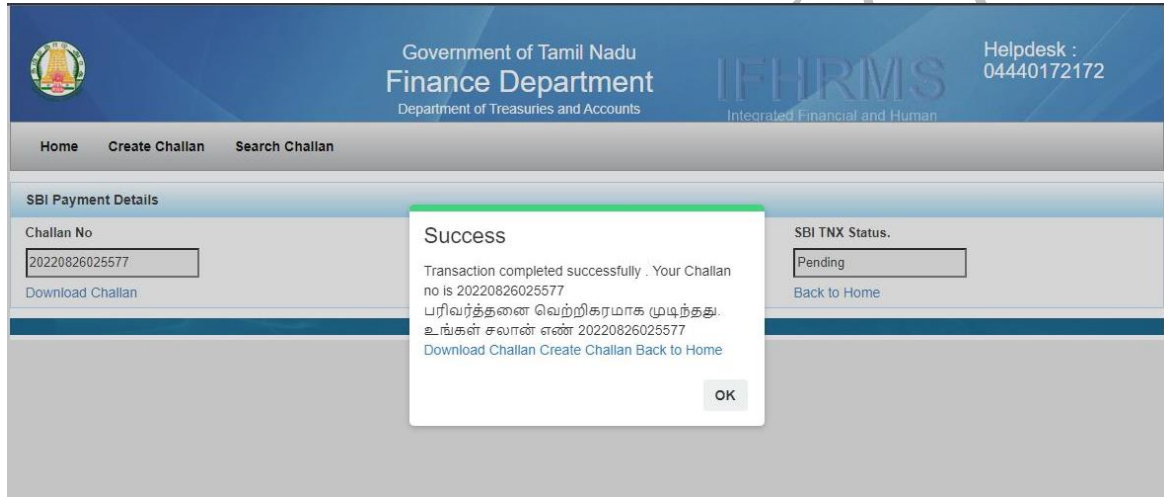 Government of Tamil Nadu
Finance Department
Department of Treasuries and Accounts
IFHRMS
Integrated Financial and Human
Helpdesk :
04440172172
Home Create Challan Search Challan
SBI Payment Details
Challan No
20220826025577
Download Challan
Success
Transaction completed successfully . Your Challan
no is 20220826025577
பரிவர்த்தனை வெற்றிகரமாக முடிந்தது.
உங்கள் சலான் எண் 20220826025577
Download Challan Create Challan Back to Home
OK
SBI TNX Status.
Pending
Back to Home